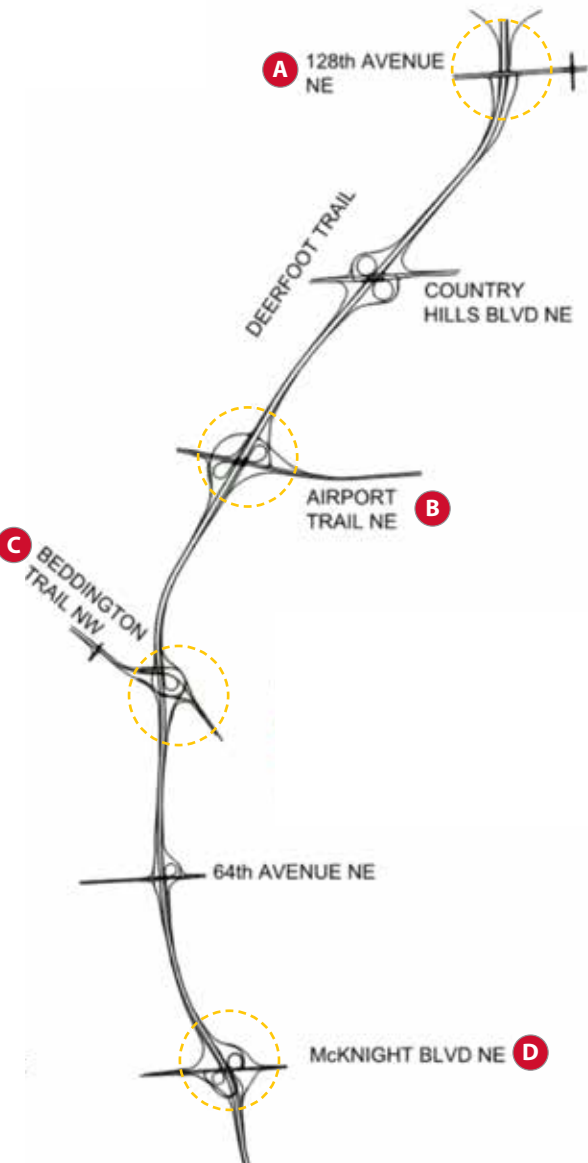 A
128th AVENUE
NE
DEERFOOT TRAIL
COUNTRY
HILLS BLVD NE
AIRPORT
TRAIL NE
B
C
BEDDINGTON
TRAIL NW
64th AVENUE NE
McKNIGHT BLVD NE
D